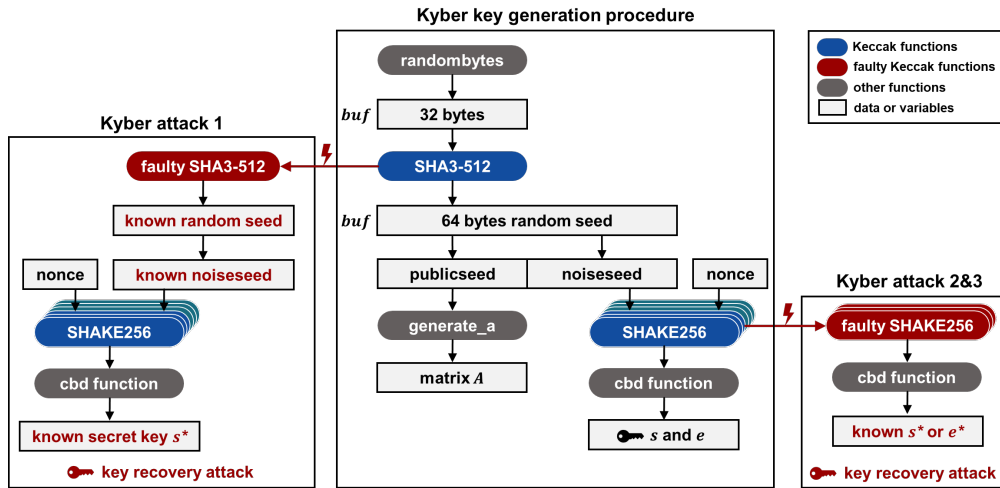 Kyber key generation procedure
randombytes
buf
32 bytes
SHA3-512
buf
64 bytes random seed
publicseed
noiseseed
nonce
generate_a
SHAKE256
matrix A
cbd function
s and e
Kyber attack 1
faulty SHA3-512
known random seed
nonce
known noiseseed
SHAKE256
cbd function
known secret key s*
key recovery attack
Keccak functions
faulty Keccak functions
other functions
data or variables
Kyber attack 2&3
faulty SHAKE256
cbd function
known s* or e*
key recovery attack